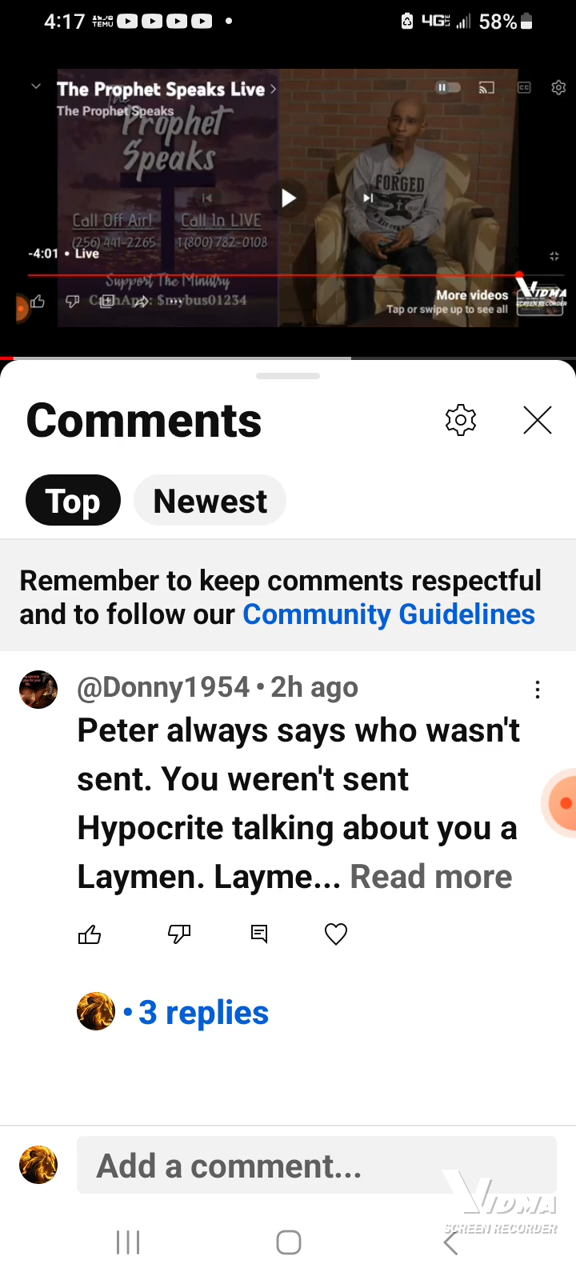 4:17 TEMU 4G 58%
The Prophet Speaks Live
The Prophet Speaks
Prophet
Speaks
FORGED
Call Off Air! Call In LIVE
(256) 441-2265 1(800) 782-0108
-4:01 • Live
Support The Ministry
More videos
Tap or swipe up to see all
VIDMA
SCREEN RECORDER
Comments
Top Newest
Remember to keep comments respectful
and to follow our Community Guidelines
@Donny1954 • 2h ago
Peter always says who wasn't
sent. You weren't sent
Hypocrite talking about you a
Laymen. Layme... Read more
• 3 replies
Add a comment...
VIDMA
SCREEN RECORDER